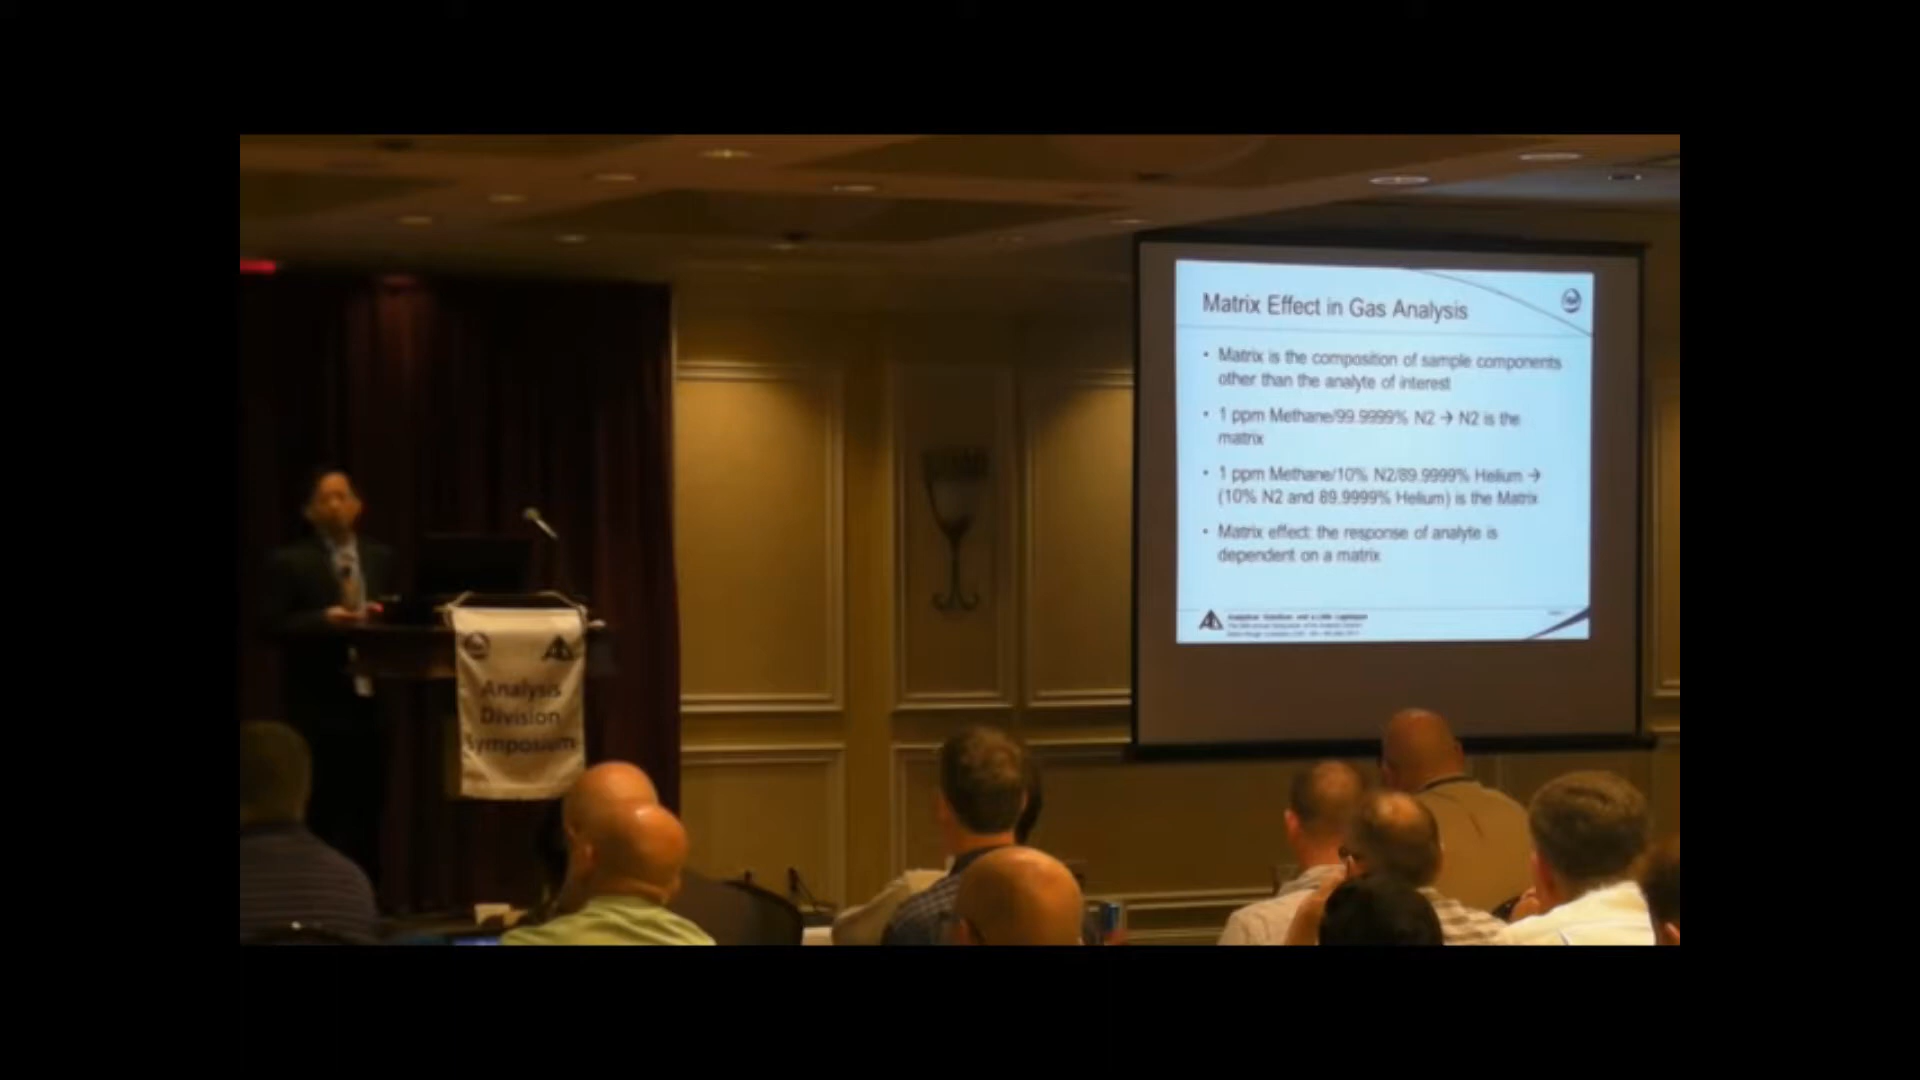 Matrix Effect in Gas Analysis
• Matrix is the composition of sample components
other than the analyte of interest
• 1 ppm Methane/99.9999% N2 → N2 is the
matrix
• 1 ppm Methane/10% N2/89.9999% Helium →
(10% N2 and 89.9999% Helium) is the Matrix
• Matrix effect: the response of analyte is
dependent on a matrix
Analysis
Division
Symposium